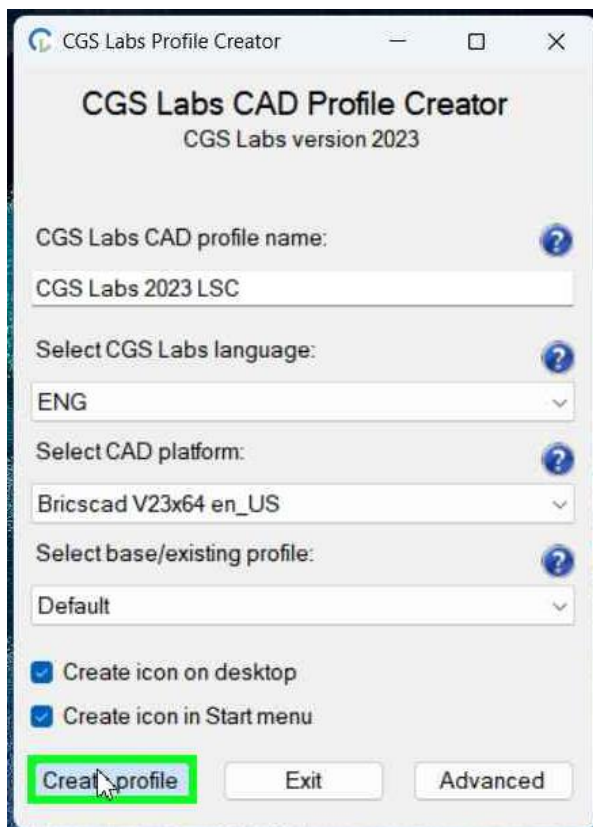 CGS Labs Profile Creator
CGS Labs CAD Profile Creator
CGS Labs version 2023
CGS Labs CAD profile name:
CGS Labs 2023 LSC
Select CGS Labs language:
ENG
Select CAD platform:
Bricscad V23x64 en_US
Select base/existing profile:
Default
Create icon on desktop
Create icon in Start menu
Create profile Exit Advanced